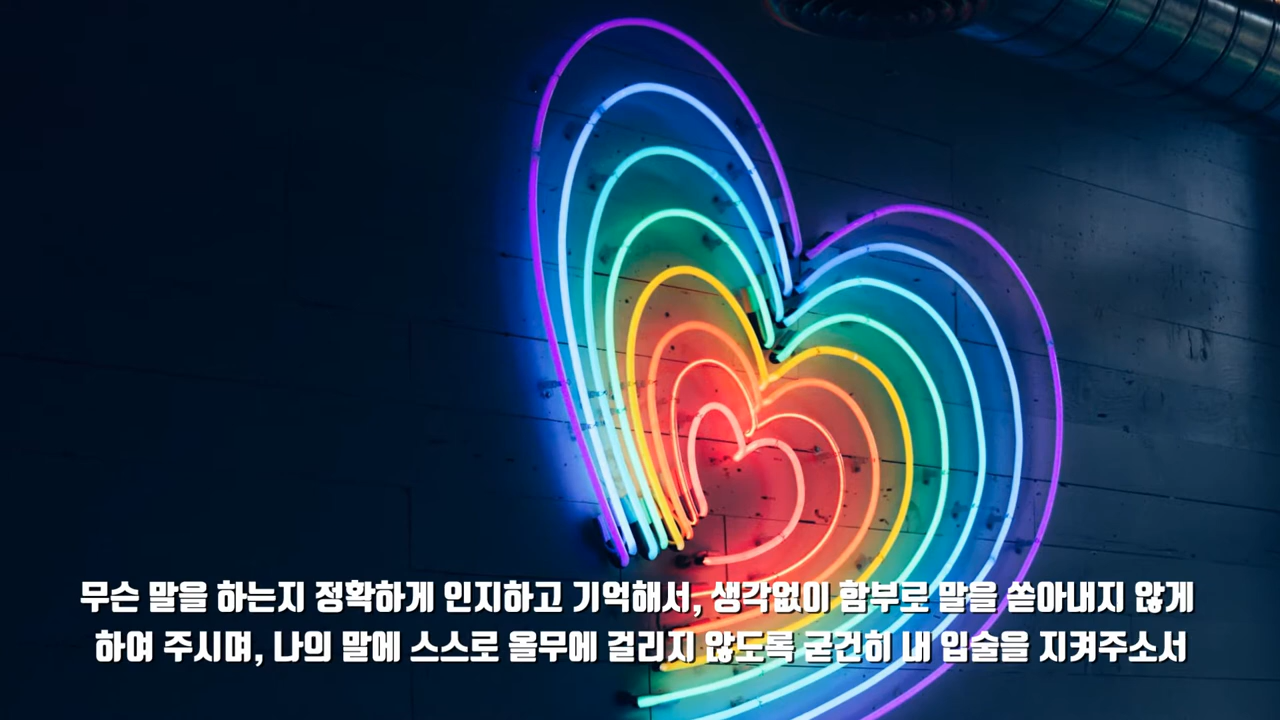 무슨 말을 하는지 정확하게 인지하고 기억해서, 생각없이 함부로 말을 쏟아내지 않게
하여 주시며, 나의 말에 스스로 올무에 걸리지 않도록 굳건히 내 입술을 지켜주소서